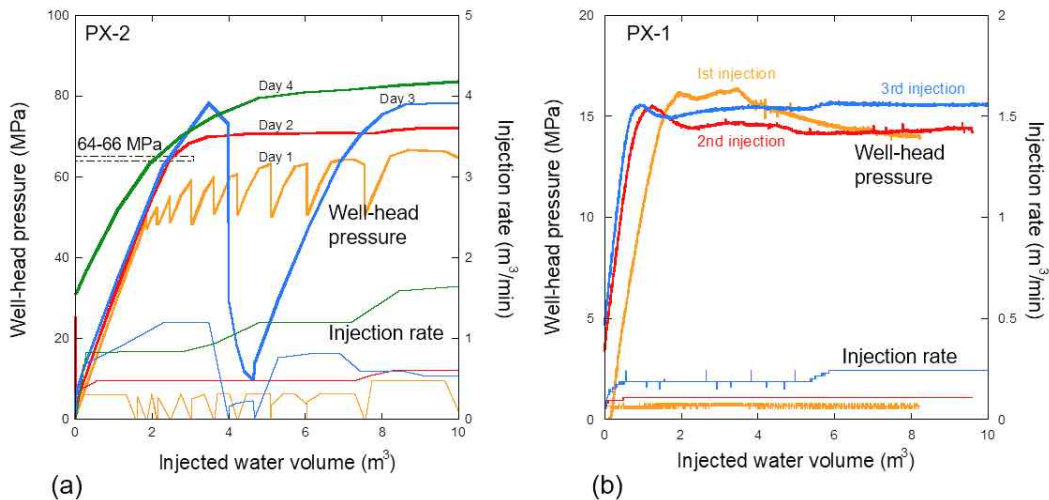 PX-2
100
80
60
40
20
0
Well-head pressure (MPa)
5
4
3
2
1
0
Injection rate (m³/min)
Day 4
Day 3
Day 2
64-66 MPa
Day 1
Well-head
pressure
Injection rate
0
2
4
6
8
10
Injected water volume (m³)
(a)
PX-1
20
15
10
5
20
Well-head pressure (MPa)
2
1.5
1
0.5
0
Injection rate (m³/min)
1st injection
3rd injection
2nd injection
Well-head
pressure
Injection rate
0
2
4
6
8
10
Injected water volume (m³)
(b)